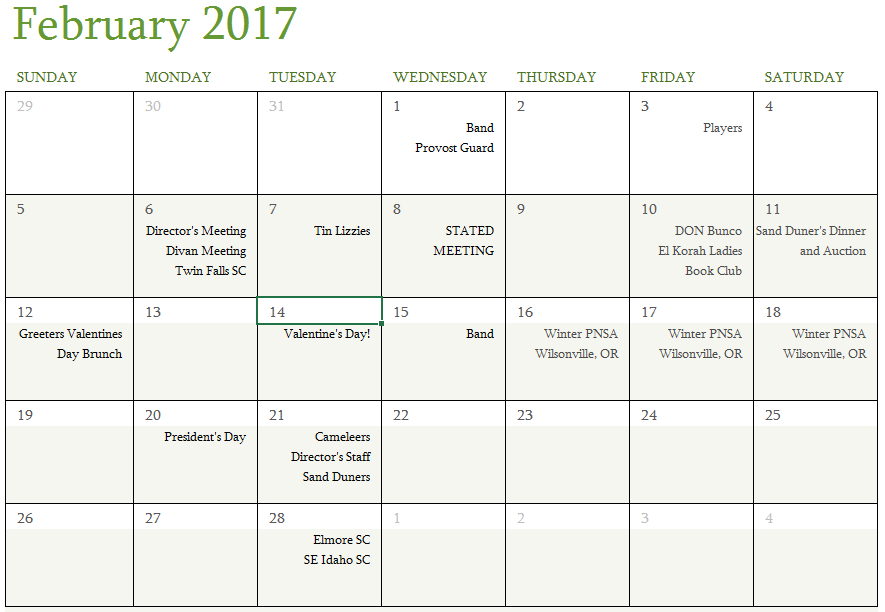 February 2017
SUNDAY MONDAY TUESDAY WEDNESDAY THURSDAY FRIDAY SATURDAY
29 30 31 1 2 3 4
Band Players
Provost Guard
5 6 7 8 9 10 11
Director's Meeting Tin Lizzies STATED DON Bunco Sand Duner's Dinner
Divan Meeting MEETING El Korah Ladies and Auction
Twin Falls SC Book Club
12 13 14 15 16 17 18
Greeters Valentines Valentine's Day! Band Winter PNSA Winter PNSA Winter PNSA
Day Brunch Wilsonville, OR Wilsonville, OR Wilsonville, OR
19 20 21 22 23 24 25
President's Day Cameleers
Director's Staff
Sand Duners
26 27 28 1 2 3 4
Elmore SC
SE Idaho SC